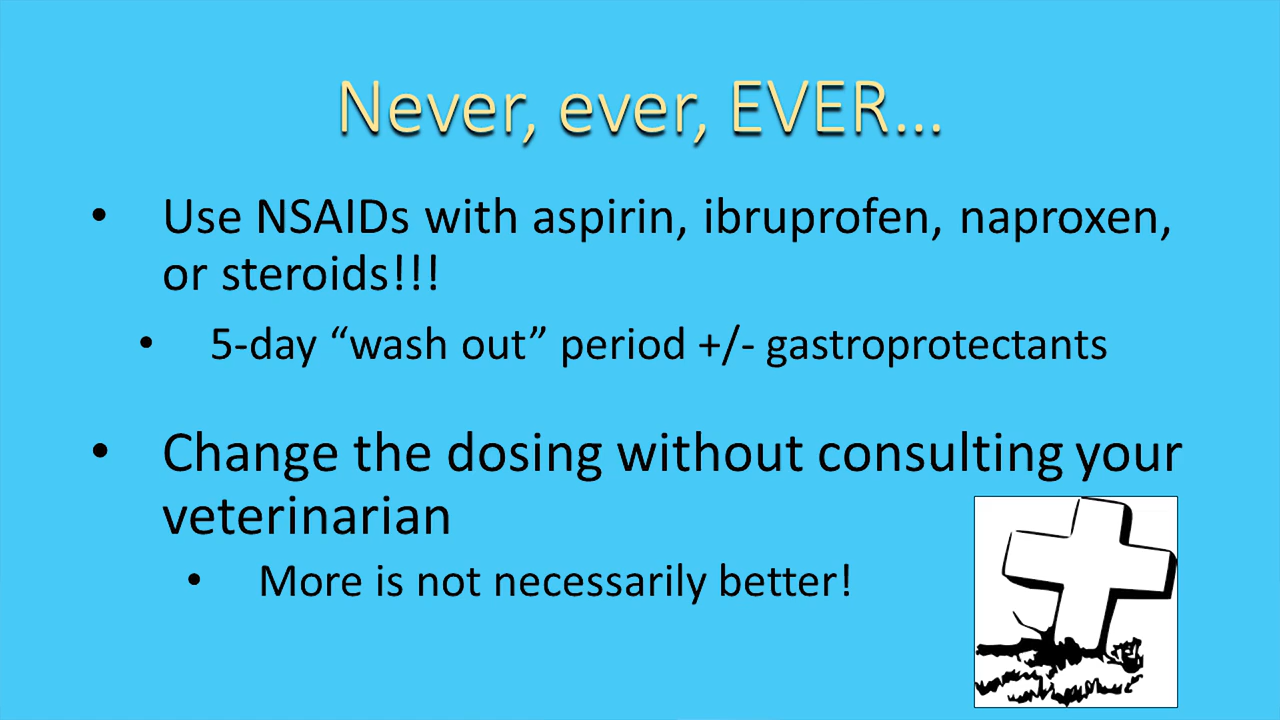 Never, ever, EVER...
• Use NSAIDs with aspirin, ibruprofen, naproxen,
or steroids!!!
• 5-day “wash out” period +/- gastroprotectants
• Change the dosing without consulting your
veterinarian
• More is not necessarily better!